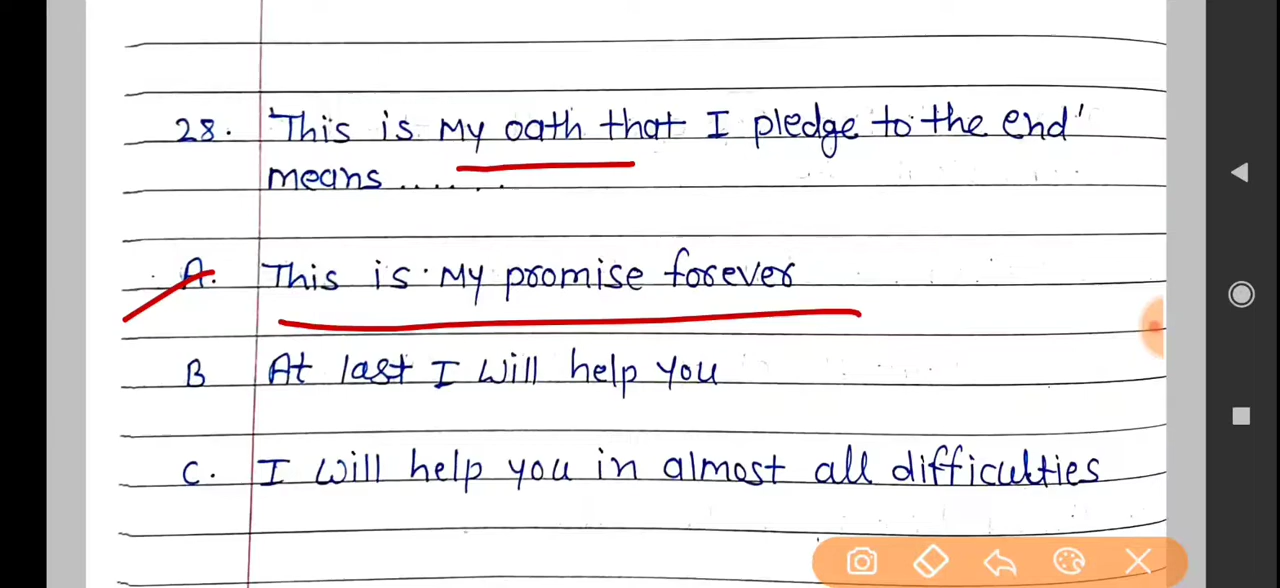 28. 'This is My oath that I pledge to the end'
means ......
A. This is My promise forever
B At last I will help you
C. I will help you in almost all difficulties